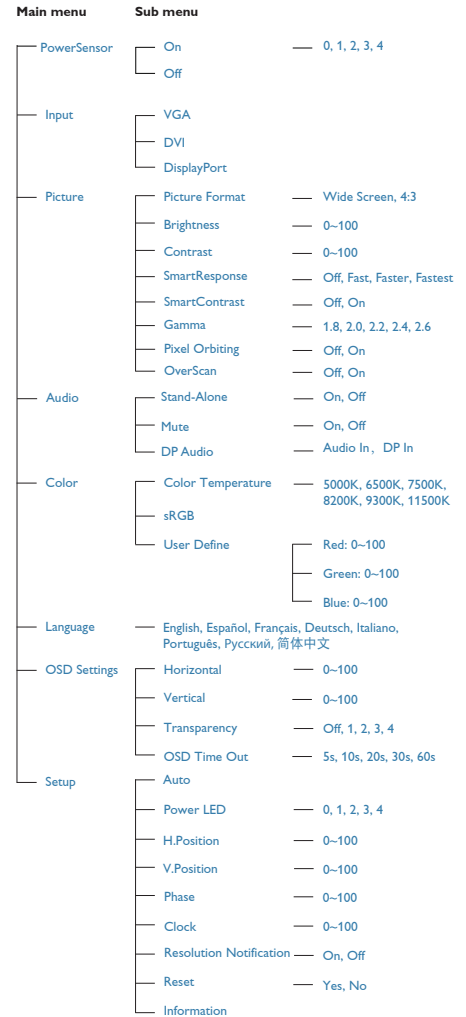 Main menu Sub menu
PowerSensor On 0, 1, 2, 3, 4
Off
Input VGA
DVI
DisplayPort
Picture Picture Format Wide Screen, 4:3
Brightness 0~100
Contrast 0~100
SmartResponse Off, Fast, Faster, Fastest
SmartContrast Off, On
Gamma 1.8, 2.0, 2.2, 2.4, 2.6
Pixel Orbiting Off, On
OverScan Off, On
Audio Stand-Alone On, Off
Mute On, Off
DP Audio Audio In，DP In
Color Color Temperature 5000K, 6500K, 7500K,
8200K, 9300K, 11500K
sRGB
User Define Red: 0~100
Green: 0~100
Blue: 0~100
Language English, Español, Français, Deutsch, Italiano,
Português, Русский, 简体中文
OSD Settings Horizontal 0~100
Vertical 0~100
Transparency Off, 1, 2, 3, 4
OSD Time Out 5s, 10s, 20s, 30s, 60s
Setup Auto
Power LED 0, 1, 2, 3, 4
H.Position 0~100
V.Position 0~100
Phase 0~100
Clock 0~100
Resolution Notification On, Off
Reset Yes, No
Information